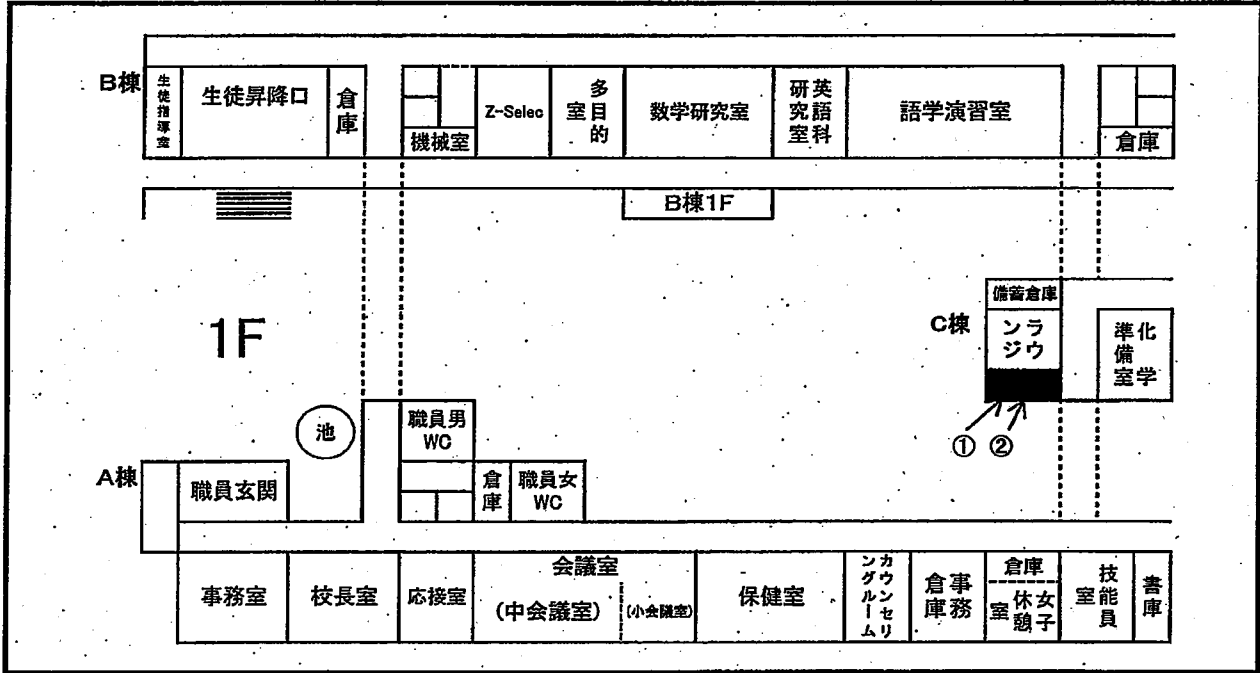 B棟
生徒指導室
生徒昇降口
倉庫
機械室
Z-Selec
多目的室
数学研究室
英語科研究室
語学演習室
倉庫
B棟1F
1F
C棟
備蓄倉庫
ラウンジ
化学準備室
① ②
池
職員男
WC
A棟
職員玄関
倉庫
職員女
WC
事務室
校長室
応接室
会議室
(中会議室)
(小会議室)
保健室
カウンセリングルーム
事務倉庫
倉庫
女子休憩室
技能員室
書庫